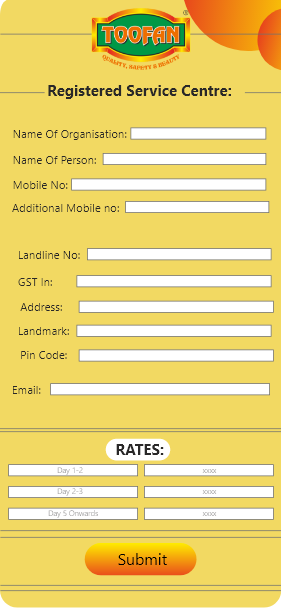 ®
TOOFAN
QUALITY, SAFETY & BEAUTY
Registered Service Centre:
Name Of Organisation:
Name Of Person:
Mobile No:
Additional Mobile no:
Landline No:
GST In:
Address:
Landmark:
Pin Code:
Email:
RATES:
Day 1-2 xxxx
Day 2-3 xxxx
Day 5 Onwards xxxx
Submit